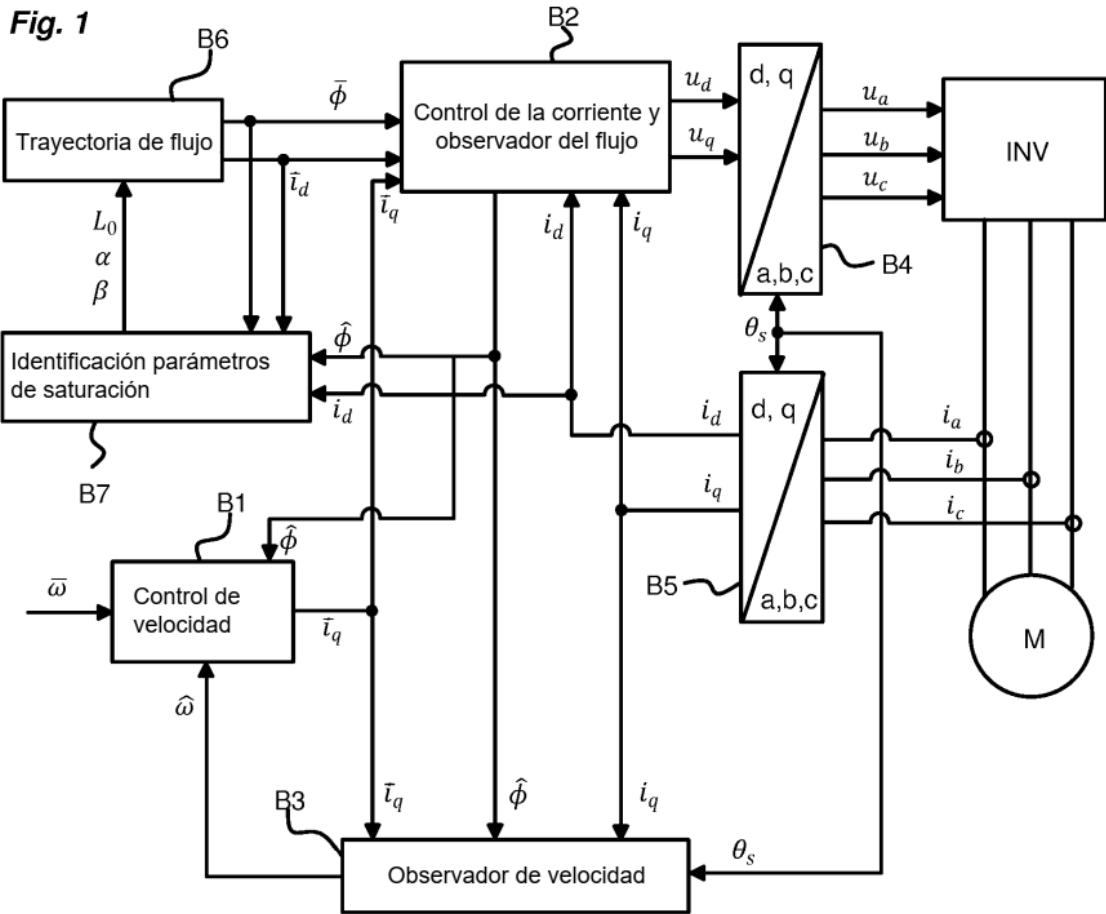 Fig. 1
B6
B2
Trayectoria de flujo
ϕ̄
ī_d
ī_q
Control de la corriente y
observador del flujo
u_d
u_q
d, q
a,b,c
B4
u_a
u_b
u_c
INV
L_0
α
β
i_d
i_q
θ_s
Identificación parámetros
de saturación
B7
ϕ̂
i_d
i_d
i_q
d, q
a,b,c
B5
i_a
i_b
i_c
M
B1
ϕ̂
ω̄
Control de
velocidad
ī_q
ω̂
B3
ī_q
ϕ̂
i_q
θ_s
Observador de velocidad